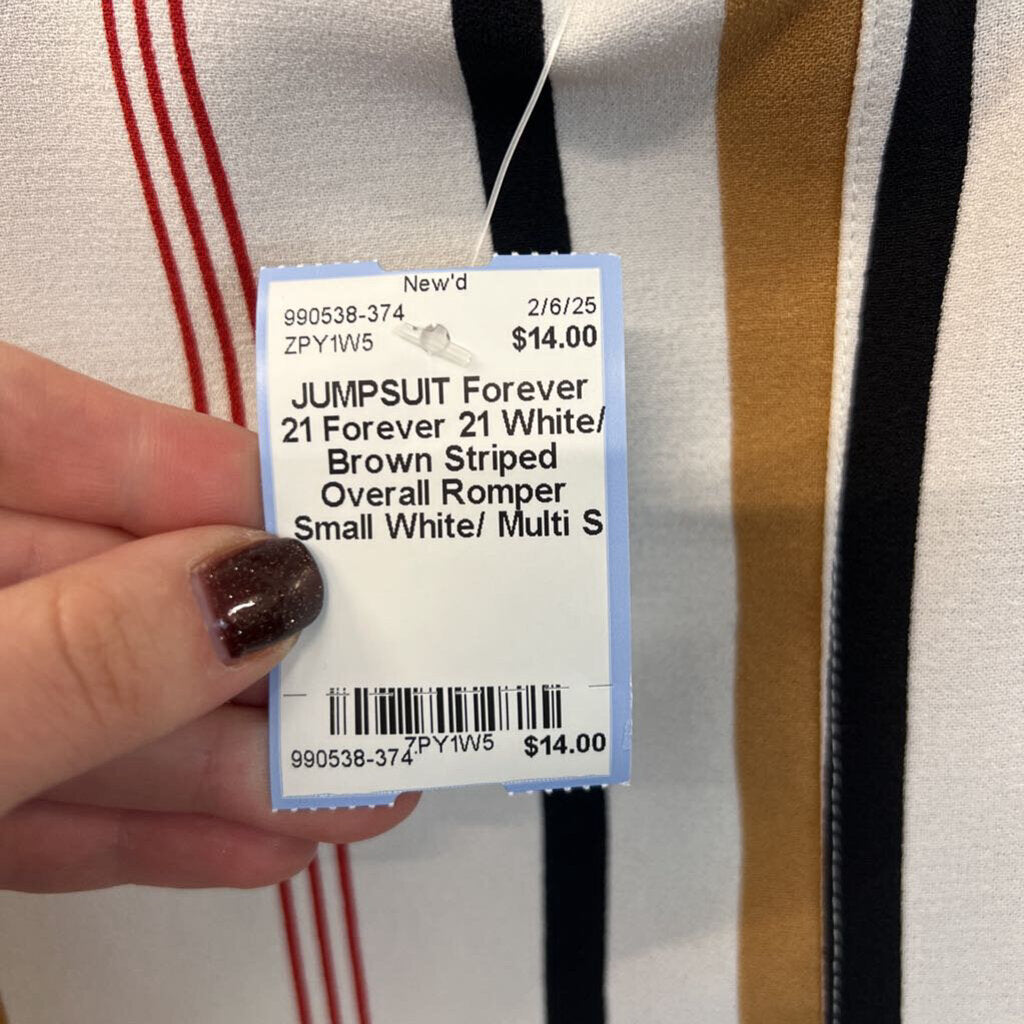 New'd
990538-374 2/6/25
ZPY1W5 $14.00
JUMPSUIT Forever
21 Forever 21 White/
Brown Striped
Overall Romper
Small White/ Multi S
990538-374 ZPY1W5 $14.00